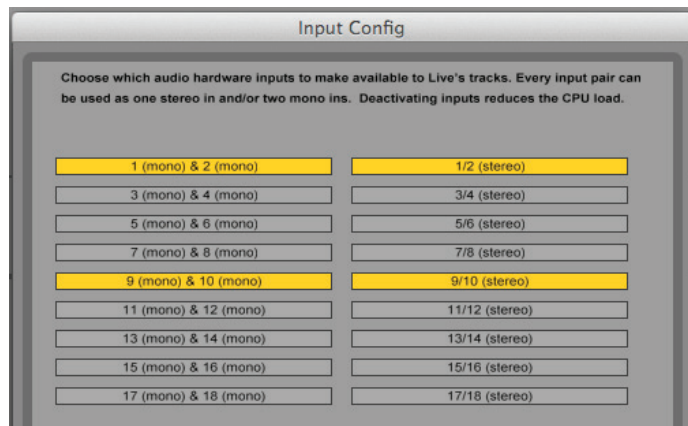 Input Config
Choose which audio hardware inputs to make available to Live's tracks. Every input pair can
be used as one stereo in and/or two mono ins. Deactivating inputs reduces the CPU load.
1 (mono) & 2 (mono) 1/2 (stereo)
3 (mono) & 4 (mono) 3/4 (stereo)
5 (mono) & 6 (mono) 5/6 (stereo)
7 (mono) & 8 (mono) 7/8 (stereo)
9 (mono) & 10 (mono) 9/10 (stereo)
11 (mono) & 12 (mono) 11/12 (stereo)
13 (mono) & 14 (mono) 13/14 (stereo)
15 (mono) & 16 (mono) 15/16 (stereo)
17 (mono) & 18 (mono) 17/18 (stereo)